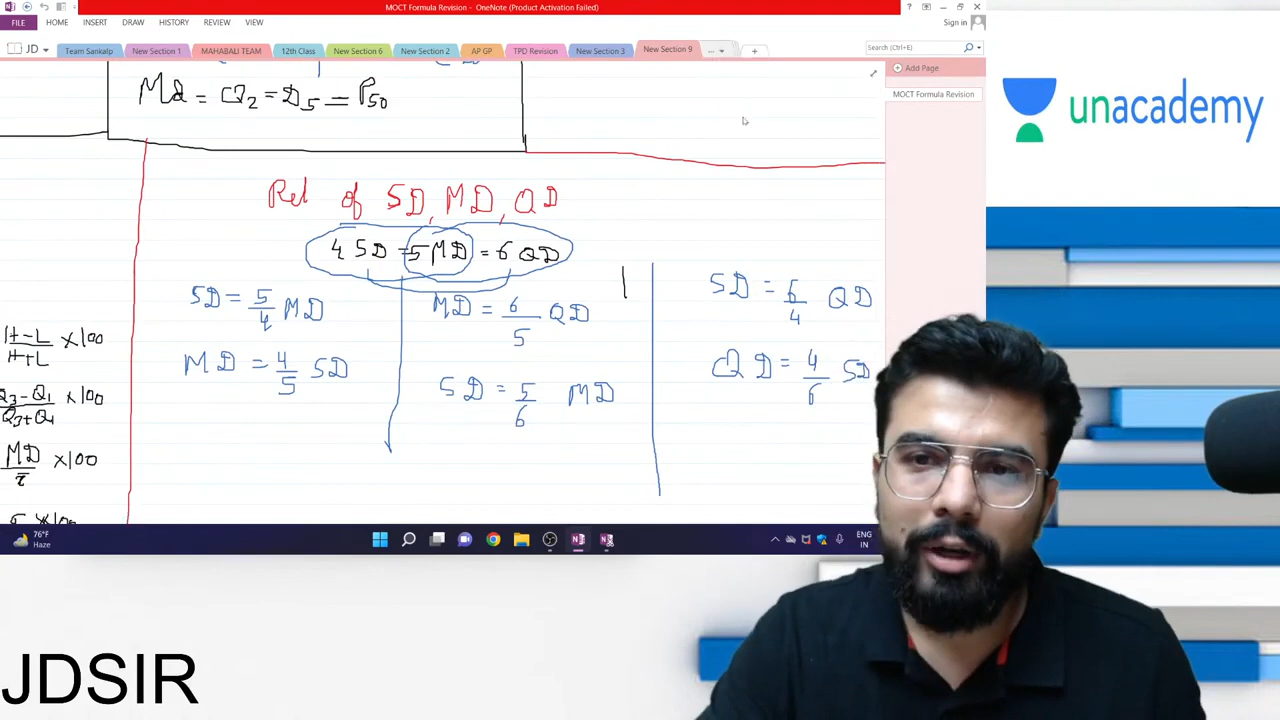 MOCT Formula Revision - OneNote (Product Activation Failed)
FILE HOME INSERT DRAW HISTORY REVIEW VIEW
Sign in
JD Team Sankalp New Section 1 MAHABALI TEAM 12th Class New Section 6 New Section 2 AP GP TPD Revision New Section 3 New Section 9 ...
Search (Ctrl+E)
Add Page
MOCT Formula Revision
unacademy
Md = Q2 = D5 = P50
Rel of SD, MD, QD
4 SD = 5 MD = 6 QD
SD = 5/4 MD
MD = 4/5 SD
MD = 6/5 QD
SD = 5/6 MD
SD = 6/4 QD
QD = 4/6 SD
H-L/H+L x100
Q3-Q1/Q3+Q1 x100
MD/x̄ x100
76°F
Haze
ENG
IN
JDSIR